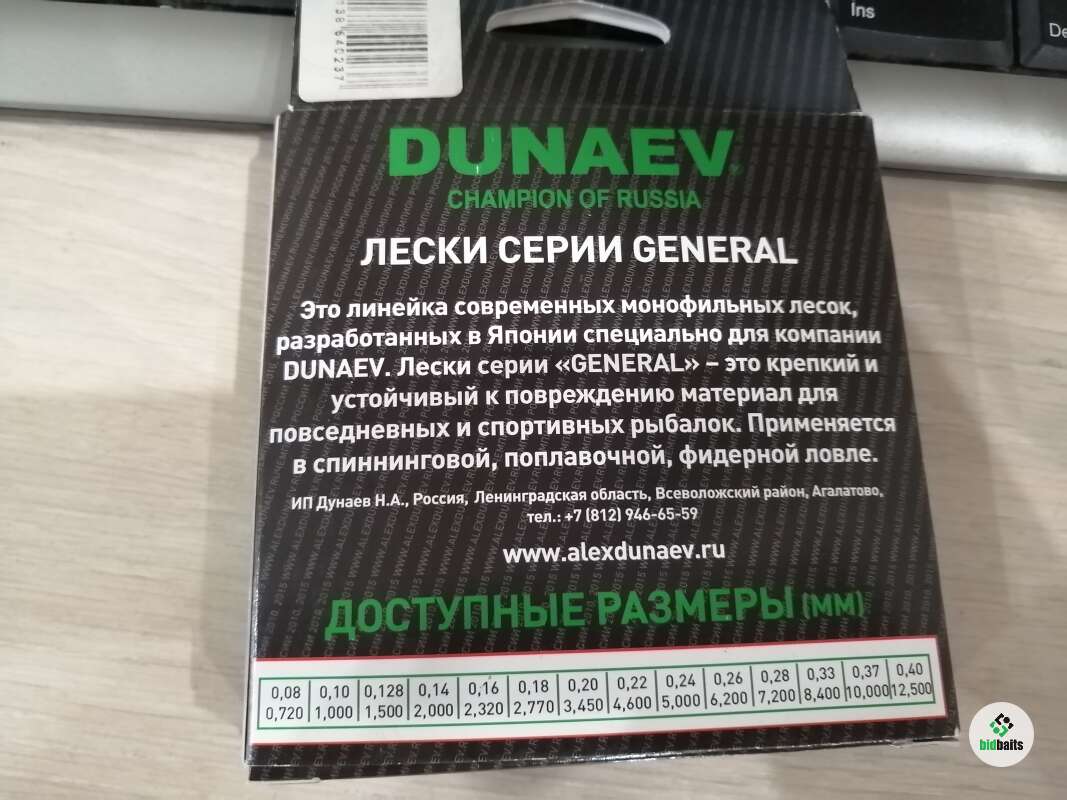 Ins
De
38640237
DUNAEV
CHAMPION OF RUSSIA
ЛЕСКИ СЕРИИ GENERAL
Это линейка современных монофильных лесок,
разработанных в Японии специально для компании
DUNAEV. Лески серии «GENERAL» – это крепкий и
устойчивый к повреждению материал для
повседневных и спортивных рыбалок. Применяется
в спиннинговой, поплавочной, фидерной ловле.
ИП Дунаев Н.А., Россия, Ленинградская область, Всеволожский район, Агалатово,
тел.: +7 (812) 946-65-59
www.alexdunaev.ru
ДОСТУПНЫЕ РАЗМЕРЫ (ММ)
0,08 0,10 0,128 0,14 0,16 0,18 0,20 0,22 0,24 0,26 0,28 0,33 0,37 0,40
0,720 1,000 1,500 2,000 2,320 2,770 3,450 4,600 5,000 6,200 7,200 8,400 10,000 12,500
bidbaits